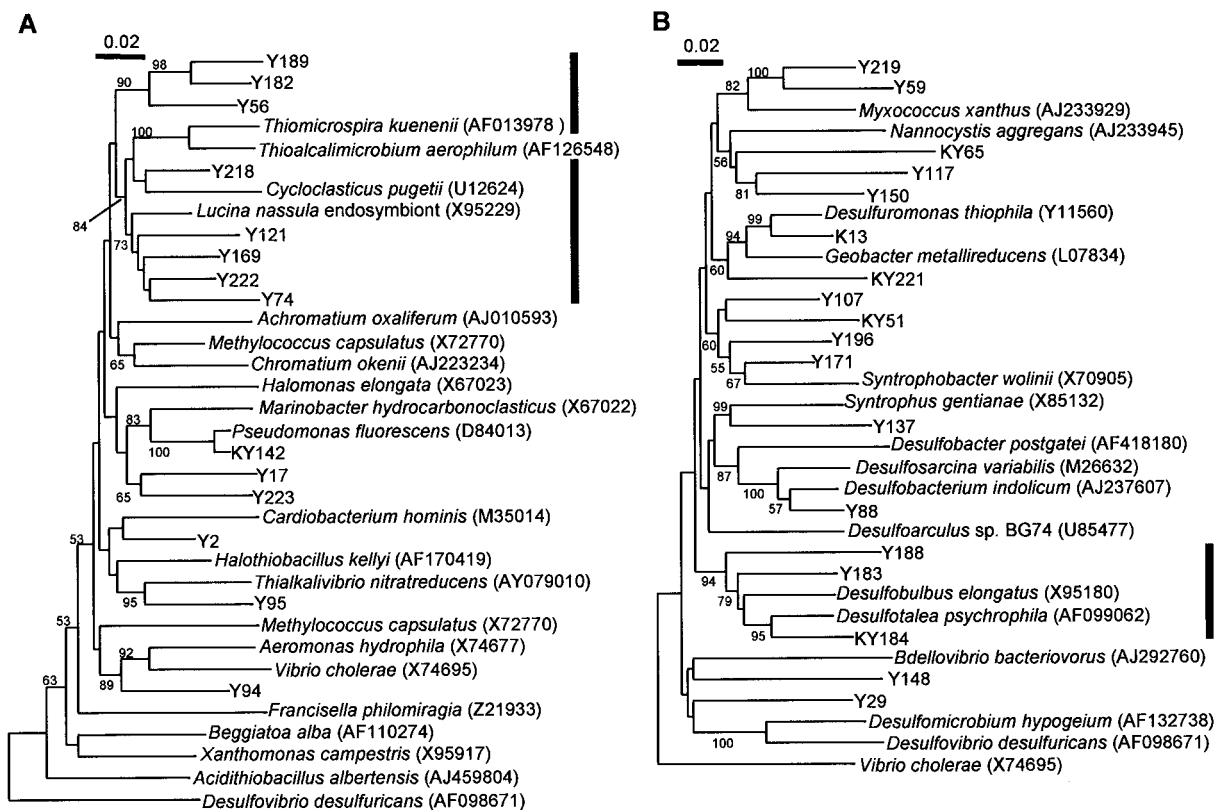 A
0.02
98
Y189
90
Y182
Y56
100
Thiomicrospira kuenenii (AF013978 )
Thioalcalimicrobium aerophilum (AF126548)
Y218
Cycloclasticus pugetii (U12624)
84
Lucina nassula endosymbiont (X95229)
73
Y121
Y169
Y222
Y74
Achromatium oxaliferum (AJ010593)
Methylococcus capsulatus (X72770)
65
Chromatium okenii (AJ223234)
Halomonas elongata (X67023)
83
Marinobacter hydrocarbonoclasticus (X67022)
Pseudomonas fluorescens (D84013)
100
KY142
Y17
65
Y223
Cardiobacterium hominis (M35014)
53
Y2
Halothiobacillus kellyi (AF170419)
Thialkalivibrio nitratreducens (AY079010)
95
Y95
53
Methylococcus capsulatus (X72770)
92
Aeromonas hydrophila (X74677)
Vibrio cholerae (X74695)
63
89
Y94
Francisella philomiragia (Z21933)
Beggiatoa alba (AF110274)
Xanthomonas campestris (X95917)
Acidithiobacillus albertensis (AJ459804)
Desulfovibrio desulfuricans (AF098671)
B
0.02
100
Y219
82
Y59
Myxococcus xanthus (AJ233929)
Nannocystis aggregans (AJ233945)
56
KY65
Y117
81
Y150
99
Desulfuromonas thiophila (Y11560)
94
K13
Geobacter metallireducens (L07834)
60
KY221
Y107
KY51
60
Y196
55
Y171
67
Syntrophobacter wolinii (X70905)
99
Syntrophus gentianae (X85132)
Y137
Desulfobacter postgatei (AF418180)
87
Desulfosarcina variabilis (M26632)
100
Desulfobacterium indolicum (AJ237607)
57
Y88
Desulfoarculus sp. BG74 (U85477)
Y188
94
Y183
79
Desulfobulbus elongatus (X95180)
Desulfotalea psychrophila (AF099062)
95
KY184
Bdellovibrio bacteriovorus (AJ292760)
Y148
Y29
Desulfomicrobium hypogeium (AF132738)
100
Desulfovibrio desulfuricans (AF098671)
Vibrio cholerae (X74695)